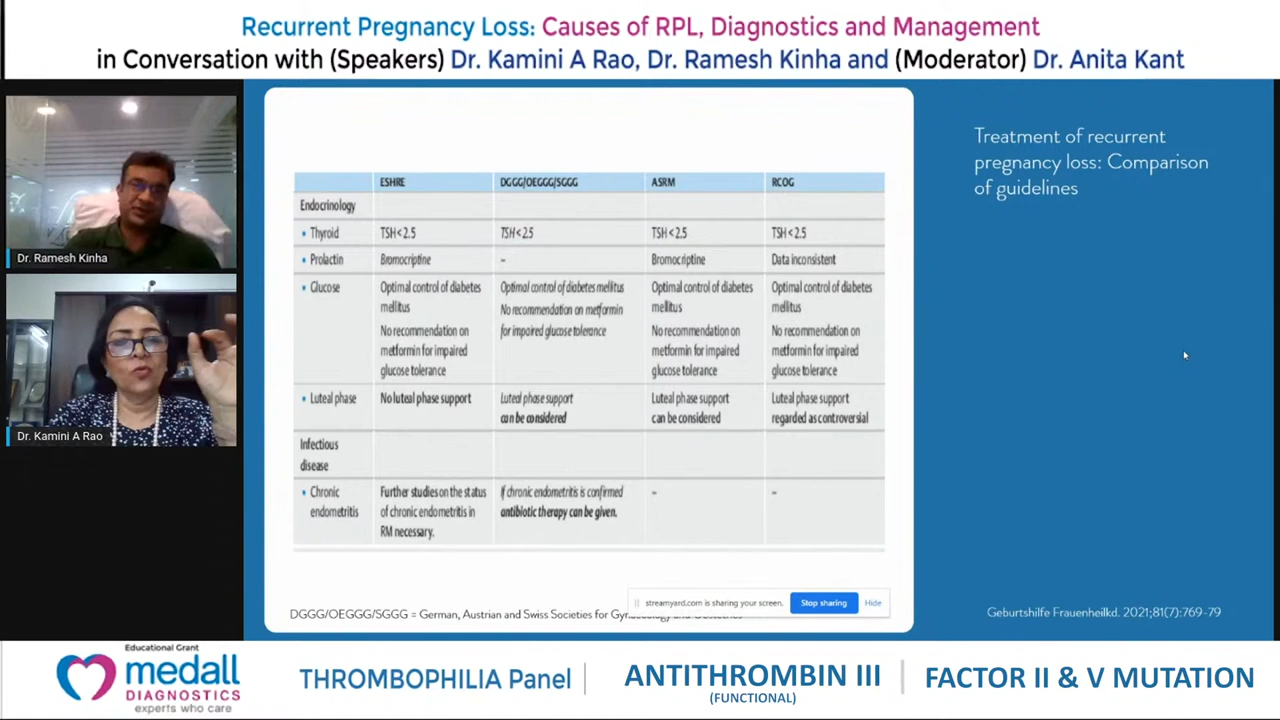 Recurrent Pregnancy Loss: Causes of RPL, Diagnostics and Management
in Conversation with (Speakers) Dr. Kamini A Rao, Dr. Ramesh Kinha and (Moderator) Dr. Anita Kant
Dr. Ramesh Kinha
Dr. Kamini A Rao
Treatment of recurrent
pregnancy loss: Comparison
of guidelines
ESHRE DGGG/OEGGG/SGGG ASRM RCOG
Endocrinology
• Thyroid TSH < 2.5 TSH < 2.5 TSH < 2.5 TSH < 2.5
• Prolactin Bromocriptine – Bromocriptine Data inconsistent
• Glucose Optimal control of diabetes Optimal control of diabetes mellitus Optimal control of diabetes Optimal control of diabetes
mellitus No recommendation on metformin mellitus mellitus
No recommendation on for impaired glucose tolerance No recommendation on No recommendation on
metformin for impaired metformin for impaired metformin for impaired
glucose tolerance glucose tolerance glucose tolerance
• Luteal phase No luteal phase support Luteal phase support Luteal phase support Luteal phase support
can be considered can be considered regarded as controversial
Infectious
disease
• Chronic Further studies on the status If chronic endometritis is confirmed – –
endometritis of chronic endometritis in antibiotic therapy can be given.
RM necessary.
streamyard.com is sharing your screen. Stop sharing Hide
DGGG/OEGGG/SGGG = German, Austrian and Swiss Societies for Gynaecology and Obstetrics
Geburtshilfe Frauenheilkd. 2021;81(7):769-79
Educational Grant
medall
DIAGNOSTICS
experts who care
THROMBOPHILIA Panel
ANTITHROMBIN III
(FUNCTIONAL)
FACTOR II & V MUTATION